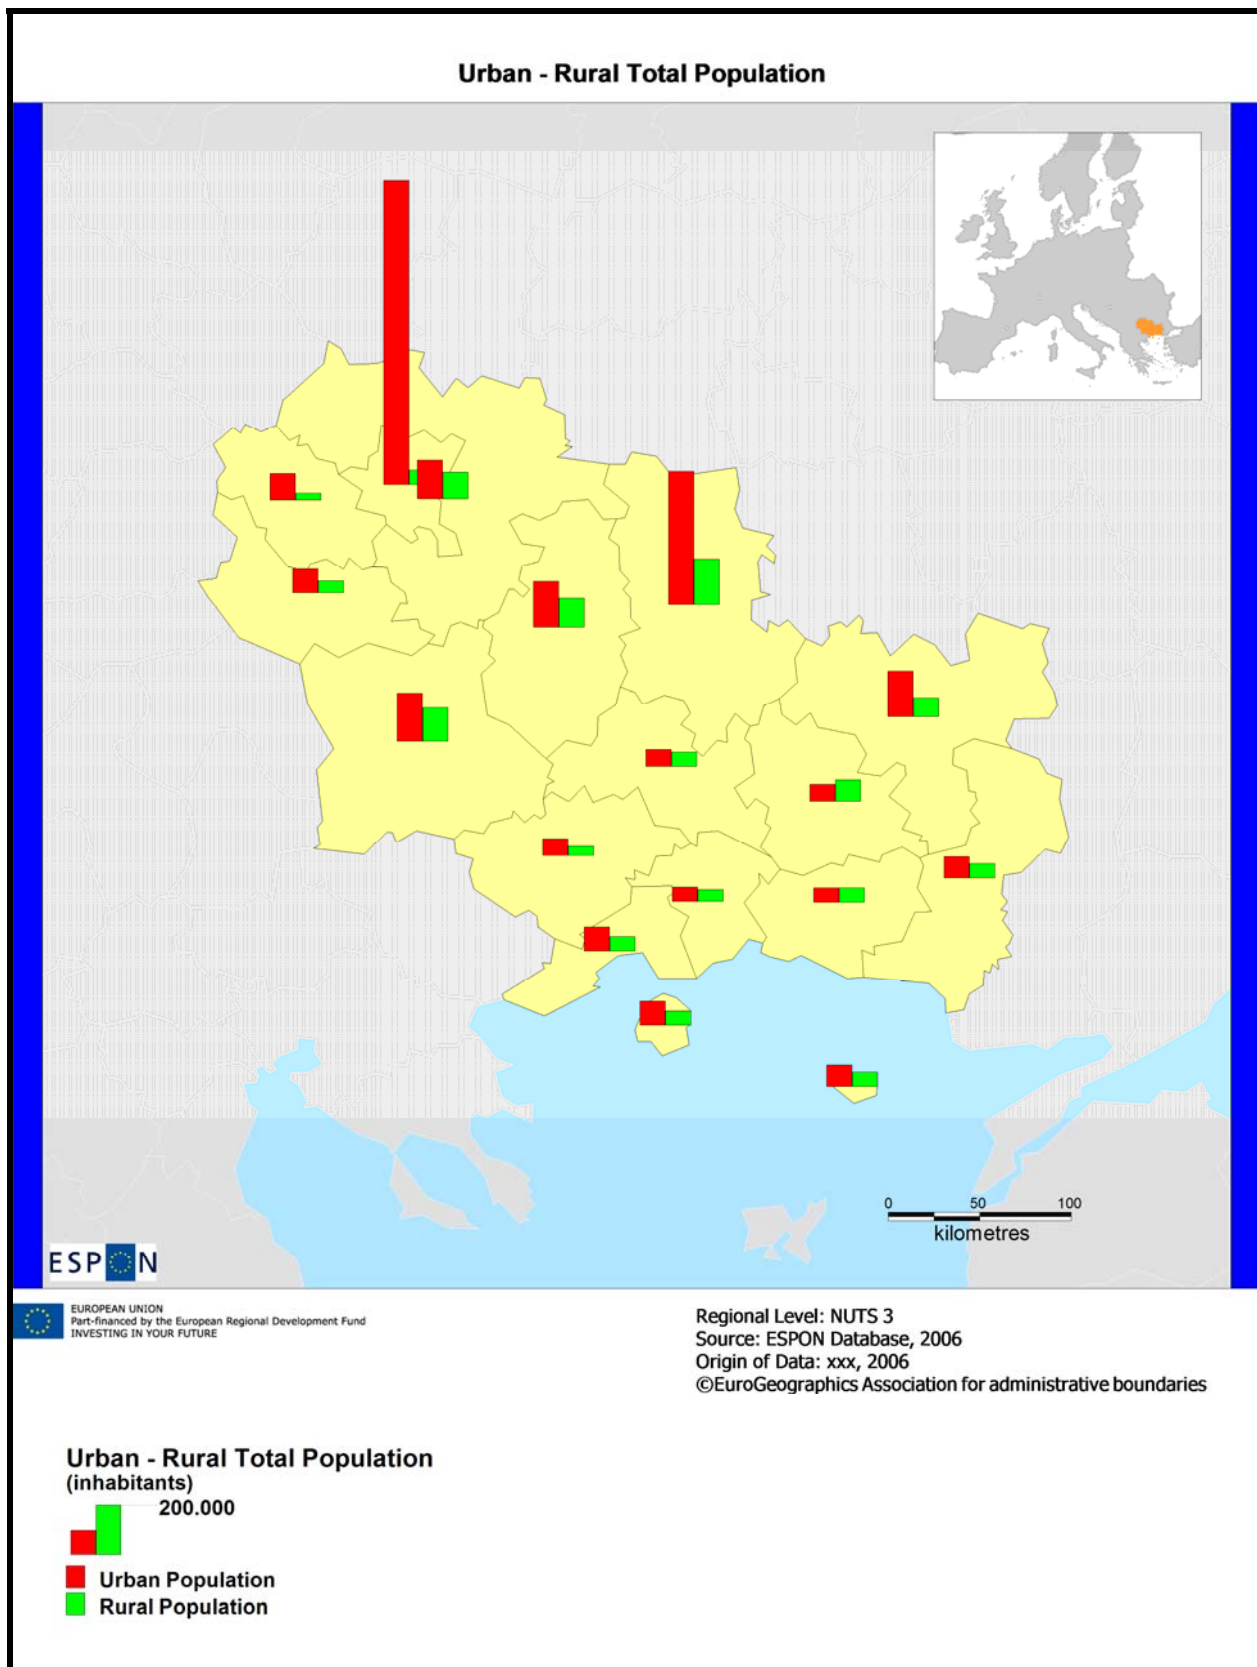 Urban - Rural Total Population
0 50 100
kilometres
ESPON
EUROPEAN UNION
Part-financed by the European Regional Development Fund
INVESTING IN YOUR FUTURE
Regional Level: NUTS 3
Source: ESPON Database, 2006
Origin of Data: xxx, 2006
©EuroGeographics Association for administrative boundaries
Urban - Rural Total Population
(inhabitants)
200.000
Urban Population
Rural Population